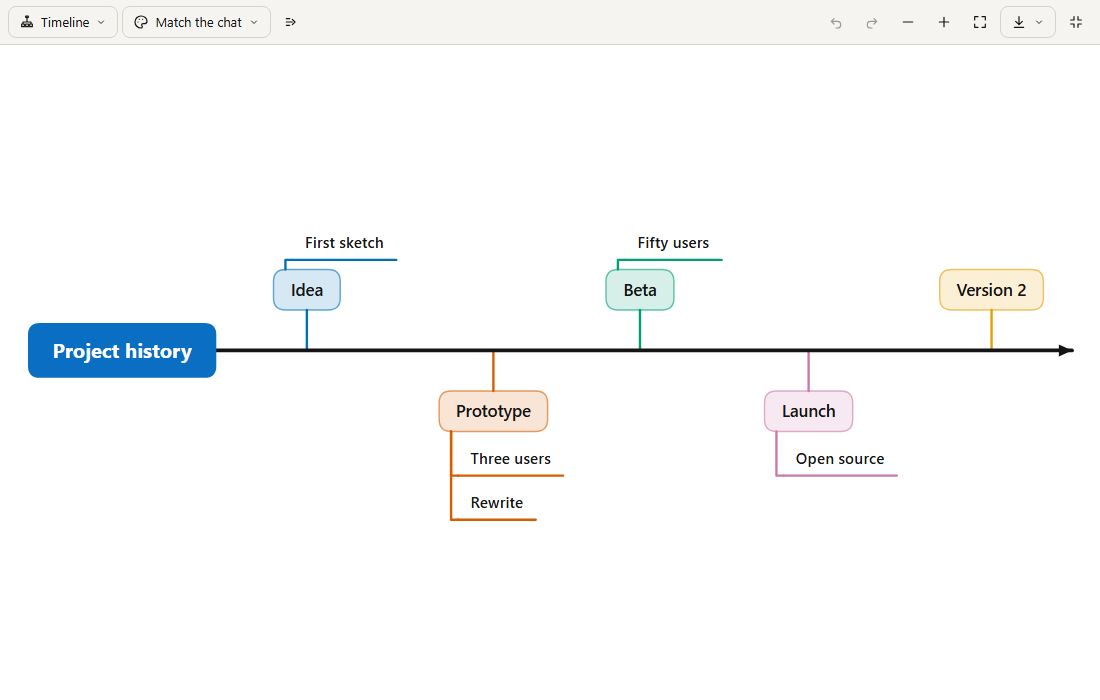 Timeline
Match the chat
First sketch
Fifty users
Idea
Beta
Version 2
Project history
Prototype
Launch
Three users
Open source
Rewrite